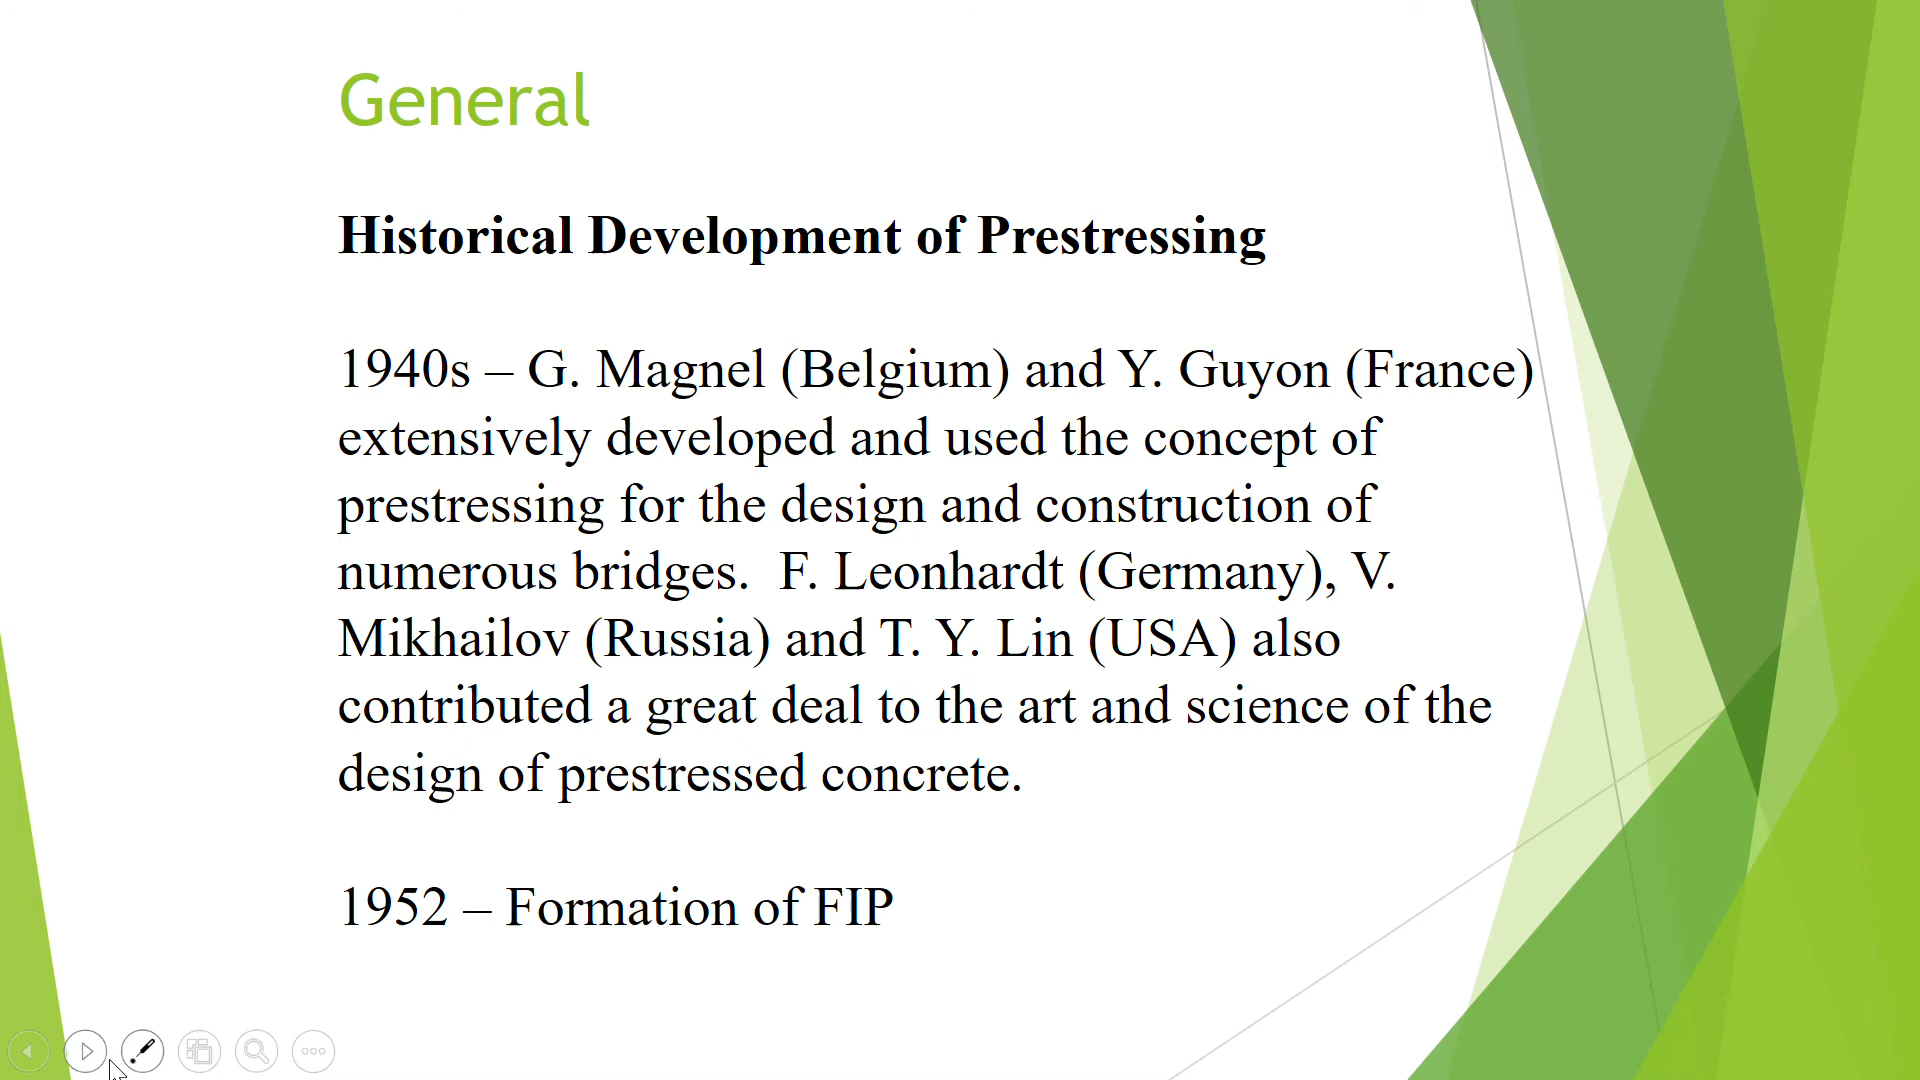 General
Historical Development of Prestressing
1940s – G. Magnel (Belgium) and Y. Guyon (France)
extensively developed and used the concept of
prestressing for the design and construction of
numerous bridges.  F. Leonhardt (Germany), V.
Mikhailov (Russia) and T. Y. Lin (USA) also
contributed a great deal to the art and science of the
design of prestressed concrete.
1952 – Formation of FIP